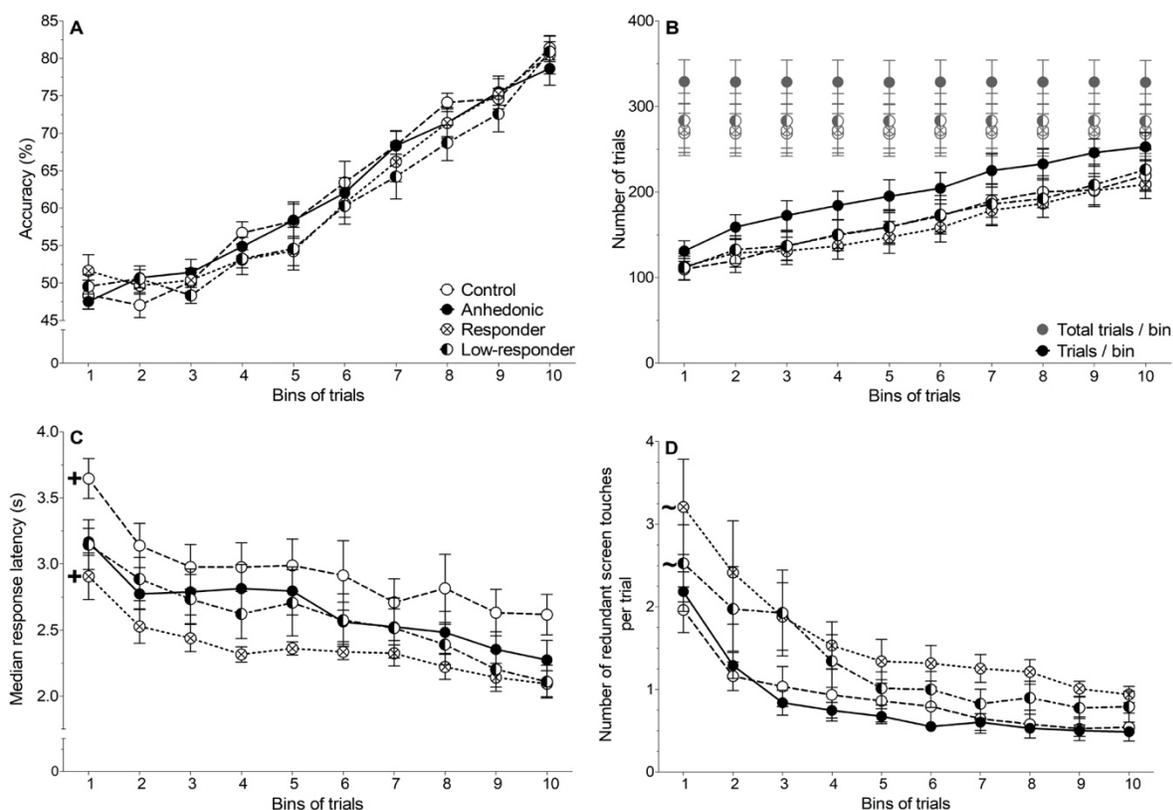 A
Accuracy (%)
85
80
75
70
65
60
55
50
45
0
Control
Anhedonic
Responder
Low-responder
1 2 3 4 5 6 7 8 9 10
Bins of trials
B
Number of trials
400
300
200
100
0
Total trials / bin
Trials / bin
1 2 3 4 5 6 7 8 9 10
Bins of trials
C
Median response latency (s)
4.0
3.5
3.0
2.5
2.0
0
+
+
1 2 3 4 5 6 7 8 9 10
Bins of trials
D
Number of redundant screen touches
per trial
4
3
2
1
0
~
~
1 2 3 4 5 6 7 8 9 10
Bins of trials